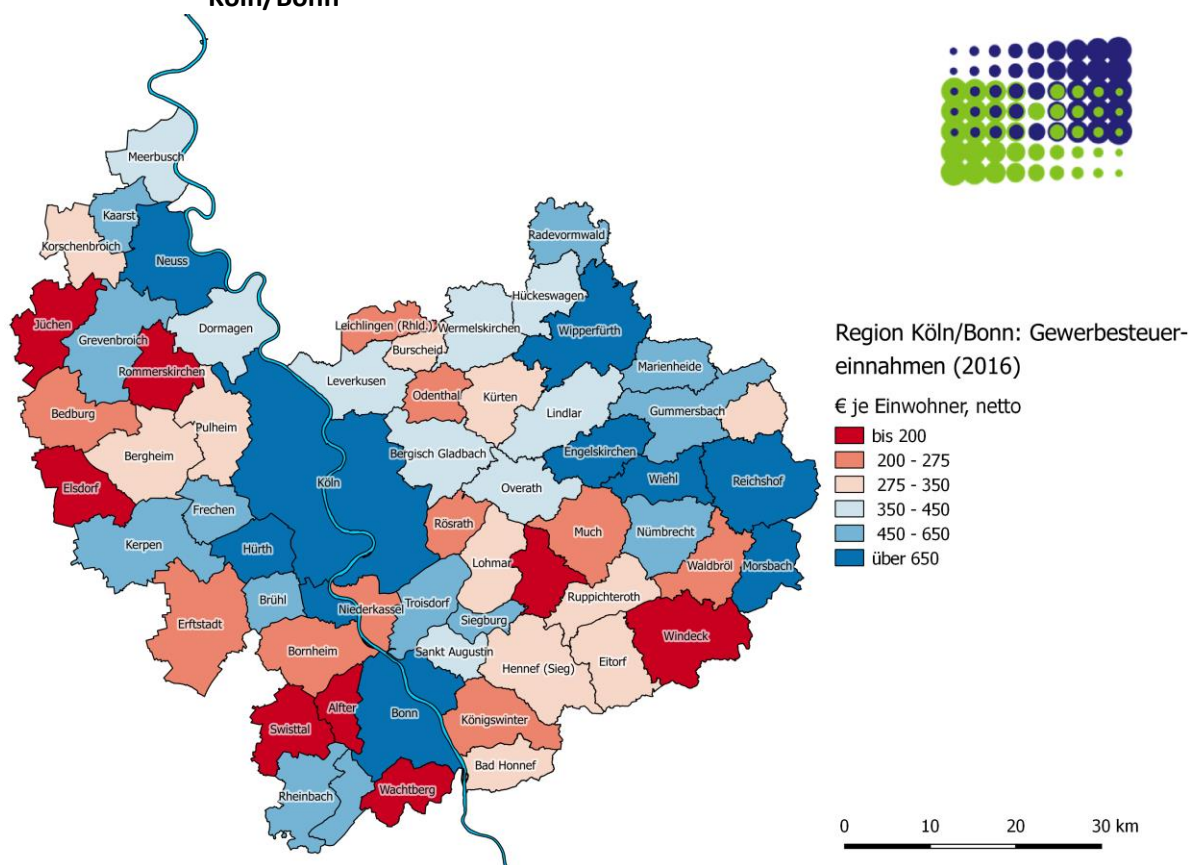 Köln/Bonn
Meerbusch
Kaarst
Korschenbroich
Neuss
Radevormwald
Hückeswagen
Jüchen
Grevenbroich
Dormagen
Leichlingen (Rhld.)
Wermelskirchen
Wipperfürth
Burscheid
Rommerskirchen
Leverkusen
Marienheide
Odenthal
Kürten
Bedburg
Lindlar
Gummersbach
Pulheim
Bergheim
Bergisch Gladbach
Engelskirchen
Elsdorf
Köln
Overath
Wiehl
Reichshof
Frechen
Rösrath
Much
Nümbrecht
Kerpen
Hürth
Lohmar
Waldbröl
Morsbach
Brühl
Niederkassel
Troisdorf
Ruppichteroth
Siegburg
Erftstadt
Windeck
Bornheim
Sankt Augustin
Hennef (Sieg)
Eitorf
Alfter
Bonn
Königswinter
Swisttal
Bad Honnef
Rheinbach
Wachtberg
Region Köln/Bonn: Gewerbesteuer-
einnahmen (2016)
€ je Einwohner, netto
bis 200
200 - 275
275 - 350
350 - 450
450 - 650
über 650
0 10 20 30 km